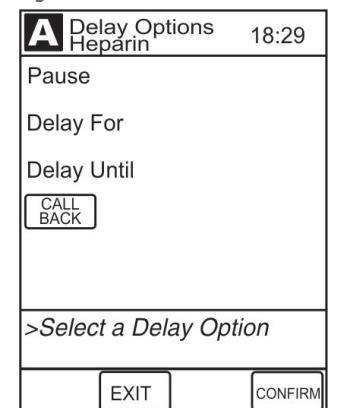 A Delay Options
Heparin 18:29
Pause
Delay For
Delay Until
CALL
BACK
>Select a Delay Option
EXIT CONFIRM